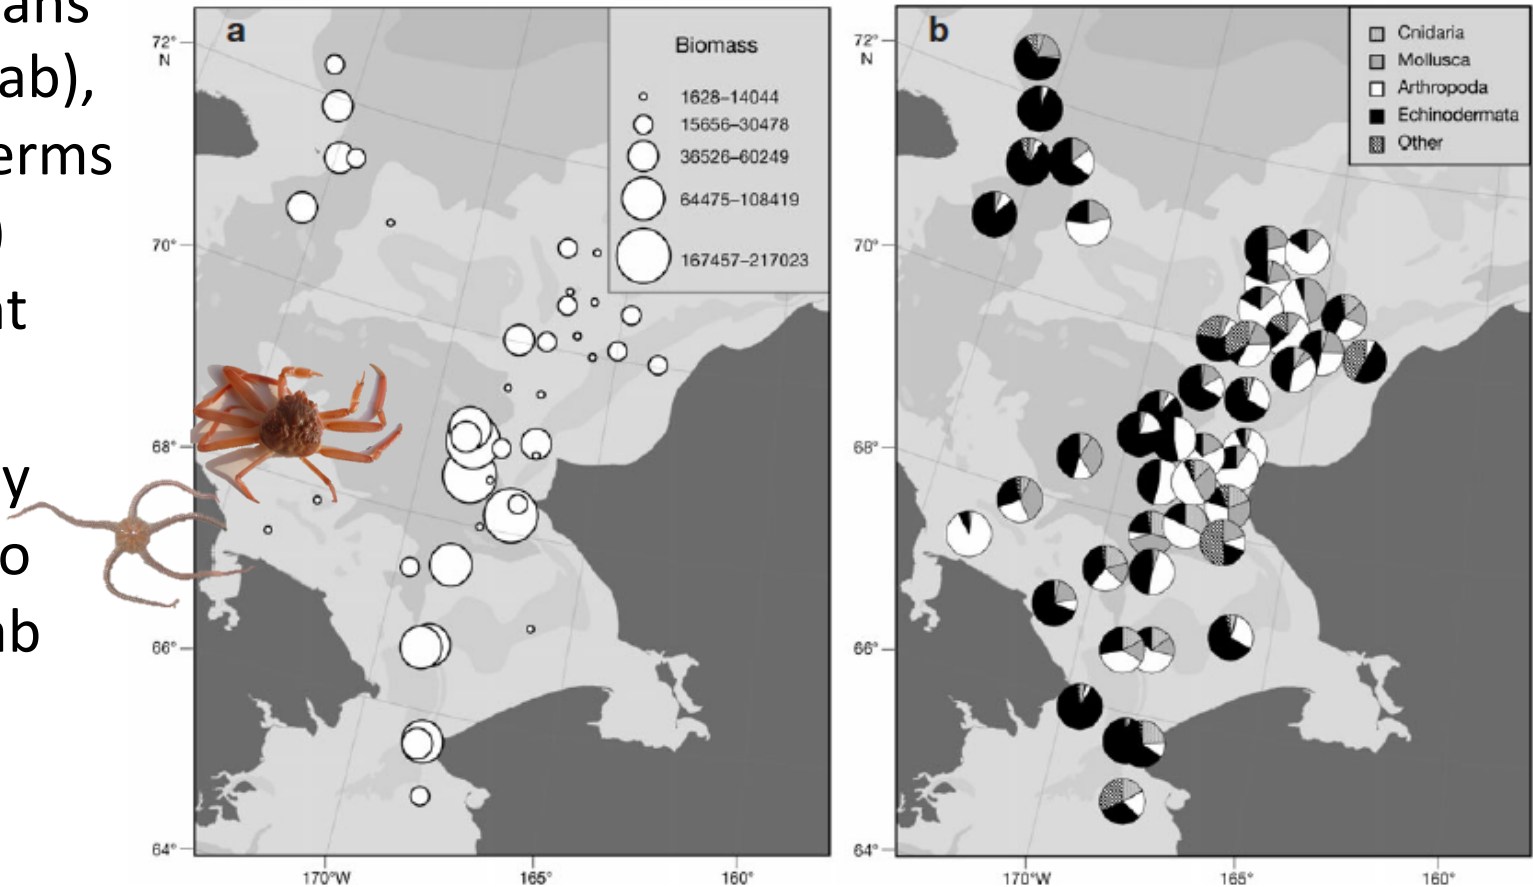 ans
ab),
erms
)
nt
y
o
ab
a
72°
N
70°
68°
66°
64°
170°W
165°
160°
Biomass
1628–14044
15656–30478
36526–60249
64475–108419
167457–217023
b
72°
N
70°
68°
66°
64°
170°W
165°
160°
Cnidaria
Mollusca
Arthropoda
Echinodermata
Other